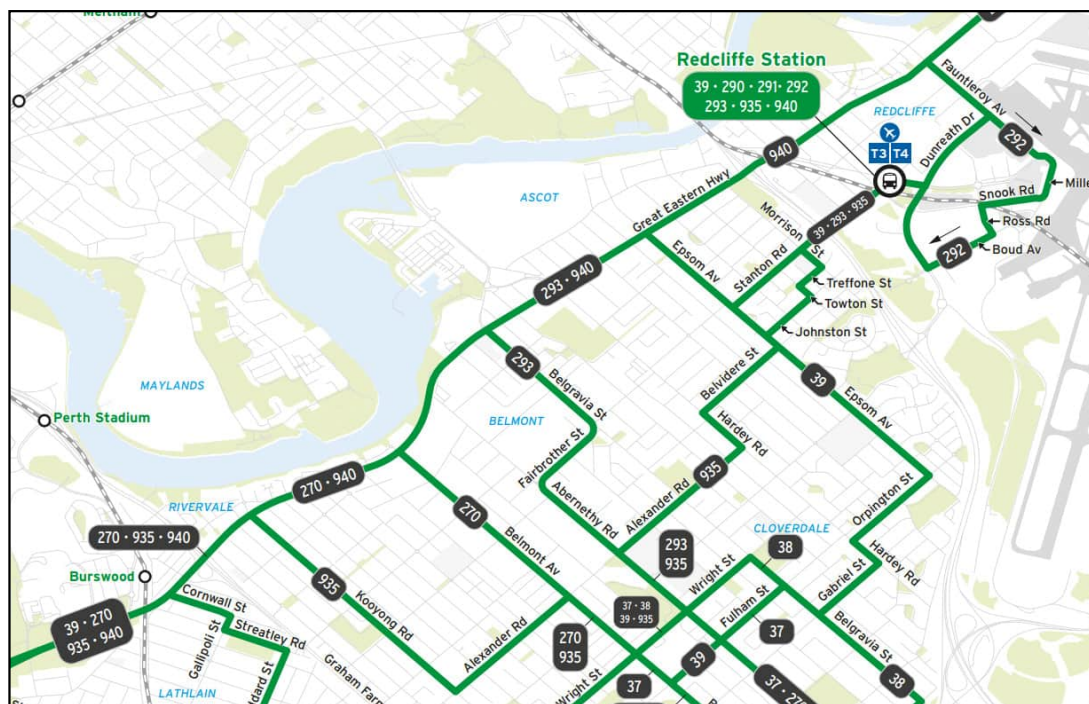 Meltham
Redcliffe Station
39 · 290 · 291 · 292
293 · 935 · 940
REDCLIFFE
Fauntleroy Av
292
Dunreath Dr
T3 T4
940
Snook Rd
Ross Rd
Boud Av
292
39 · 293 · 935
Great Eastern Hwy
ASCOT
Morrison St
Stanton Rd
Treffone St
Towton St
Johnston St
Epsom Av
293 · 940
MAYLANDS
293
Belgravia St
BELMONT
Belvidere St
39
Epsom Av
Perth Stadium
Fairbrother St
Hardey Rd
935
Alexander Rd
Abernethy Rd
Orpington St
270 · 940
RIVERVALE
270
CLOVERDALE
270 · 935 · 940
293
935
38
Hardey Rd
Gabriel St
Wright St
Belmont Av
Burswood
935
Kooyong Rd
Cornwall St
37 · 38
39 · 935
Fulham St
37
Belgravia St
39 · 270
935 · 940
Gallipoli St
Streatley Rd
Alexander Rd
270
935
39
37
Wright St
38
LATHLAIN